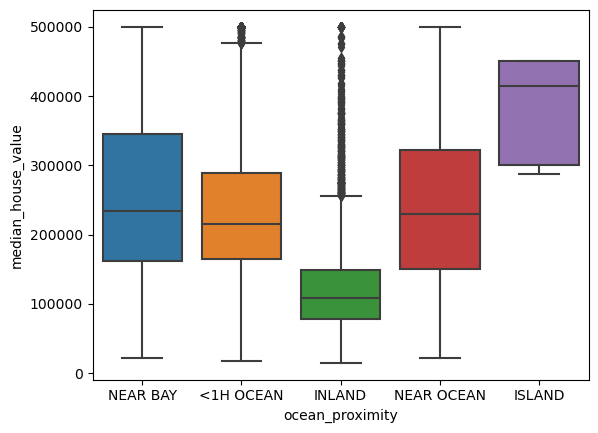 median_house_value
500000
400000
300000
200000
100000
0
NEAR BAY
<1H OCEAN
INLAND
NEAR OCEAN
ISLAND
ocean_proximity